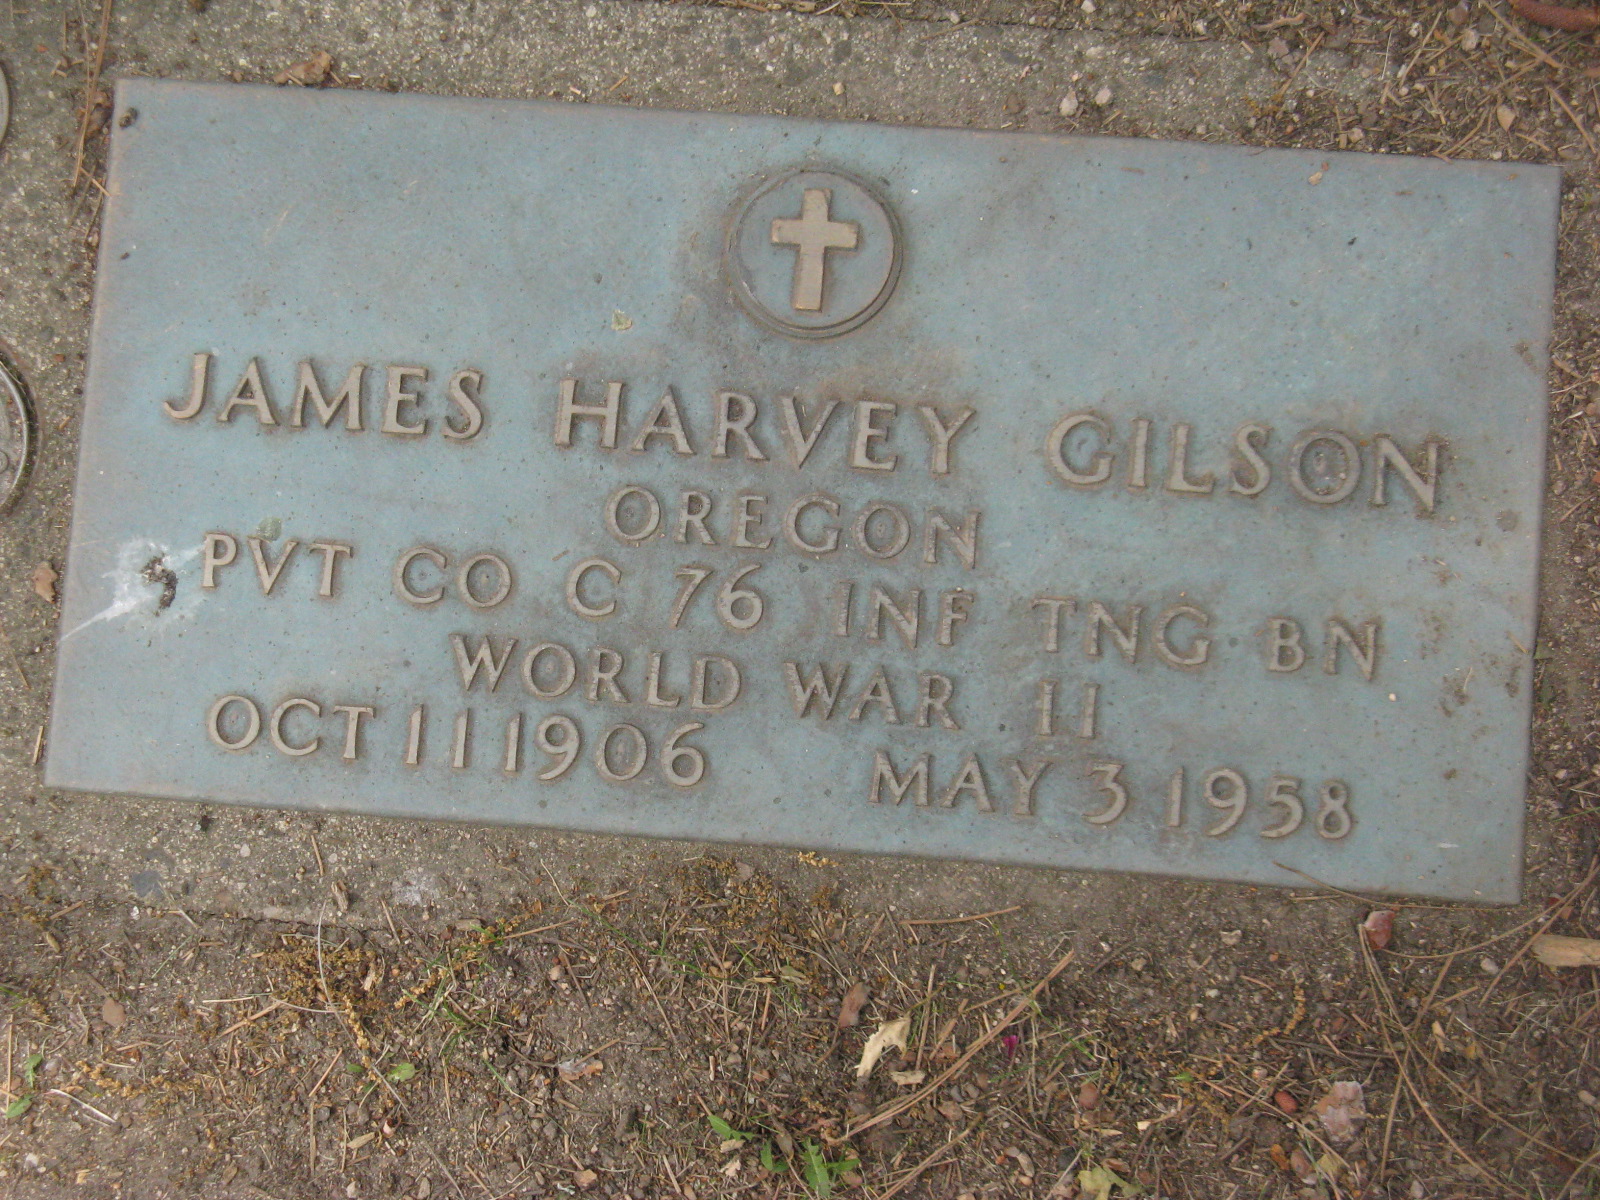 JAMES HARVEY GILSON
OREGON
PVT CO C 76 INF TNG BN
WORLD WAR II
OCT 11 1906 MAY 3 1958